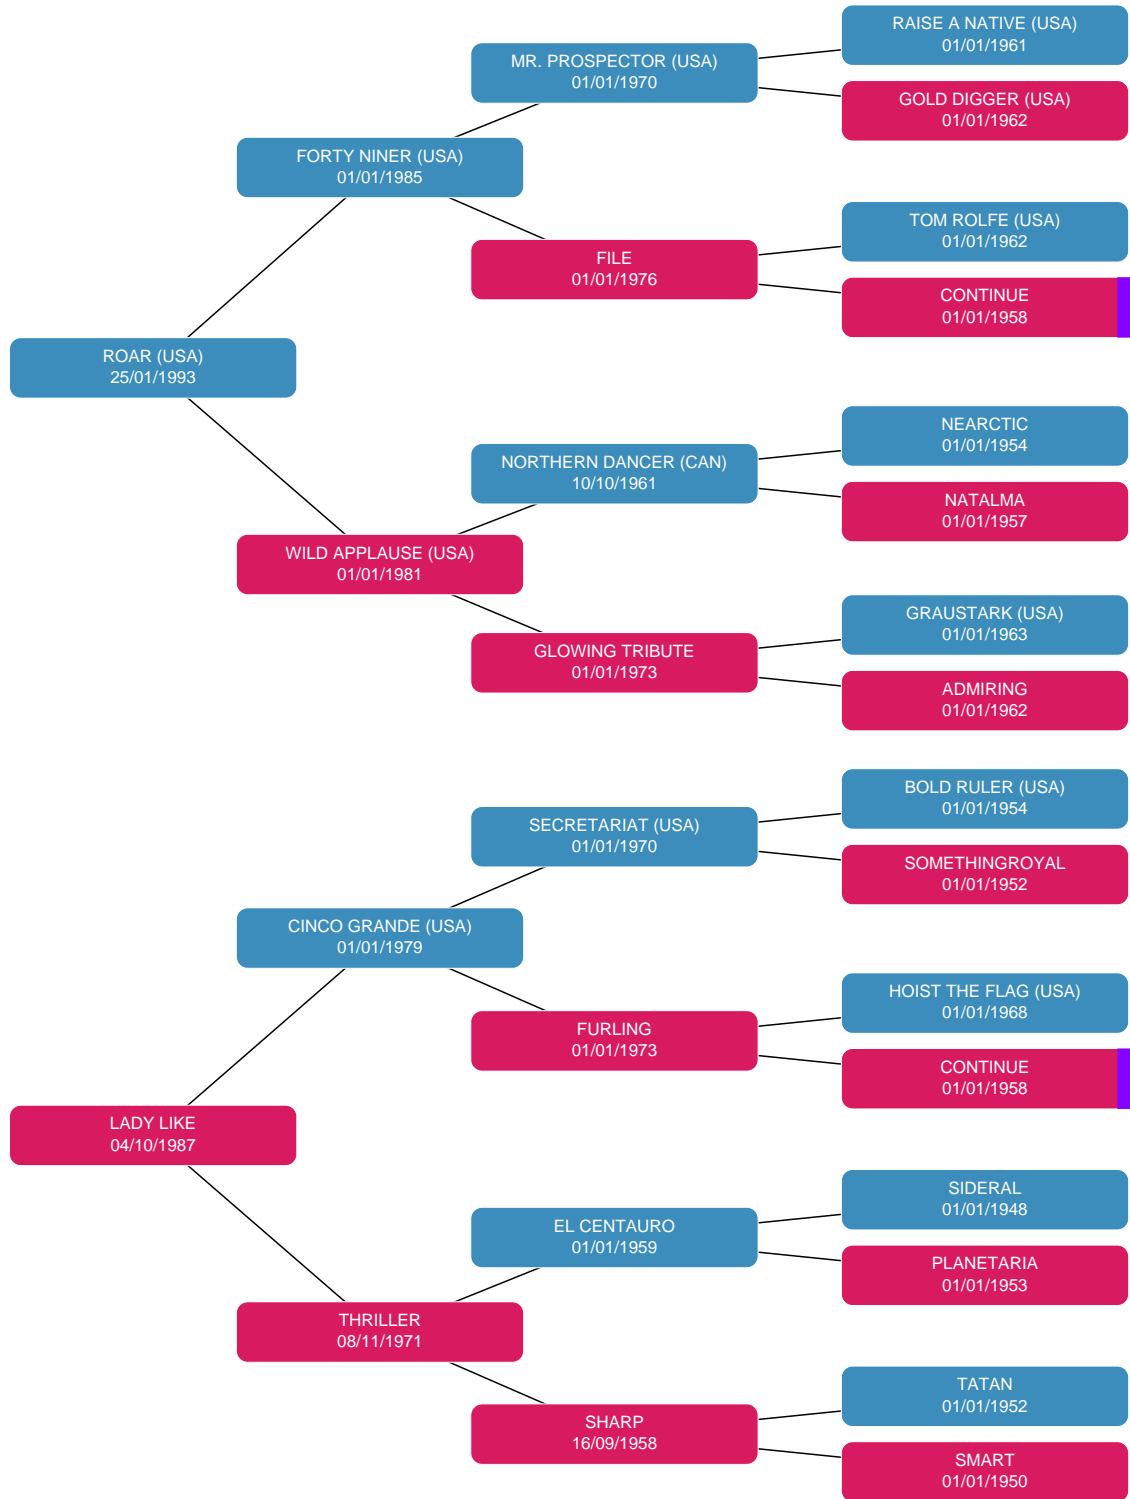 RAISE A NATIVE (USA)
01/01/1961
MR. PROSPECTOR (USA)
01/01/1970
GOLD DIGGER (USA)
01/01/1962
FORTY NINER (USA)
01/01/1985
TOM ROLFE (USA)
01/01/1962
FILE
01/01/1976
CONTINUE
01/01/1958
ROAR (USA)
25/01/1993
NEARCTIC
01/01/1954
NORTHERN DANCER (CAN)
10/10/1961
NATALMA
01/01/1957
WILD APPLAUSE (USA)
01/01/1981
GRAUSTARK (USA)
01/01/1963
GLOWING TRIBUTE
01/01/1973
ADMIRING
01/01/1962
BOLD RULER (USA)
01/01/1954
SECRETARIAT (USA)
01/01/1970
SOMETHINGROYAL
01/01/1952
CINCO GRANDE (USA)
01/01/1979
HOIST THE FLAG (USA)
01/01/1968
FURLING
01/01/1973
CONTINUE
01/01/1958
LADY LIKE
04/10/1987
SIDERAL
01/01/1948
EL CENTAURO
01/01/1959
PLANETARIA
01/01/1953
THRILLER
08/11/1971
TATAN
01/01/1952
SHARP
16/09/1958
SMART
01/01/1950